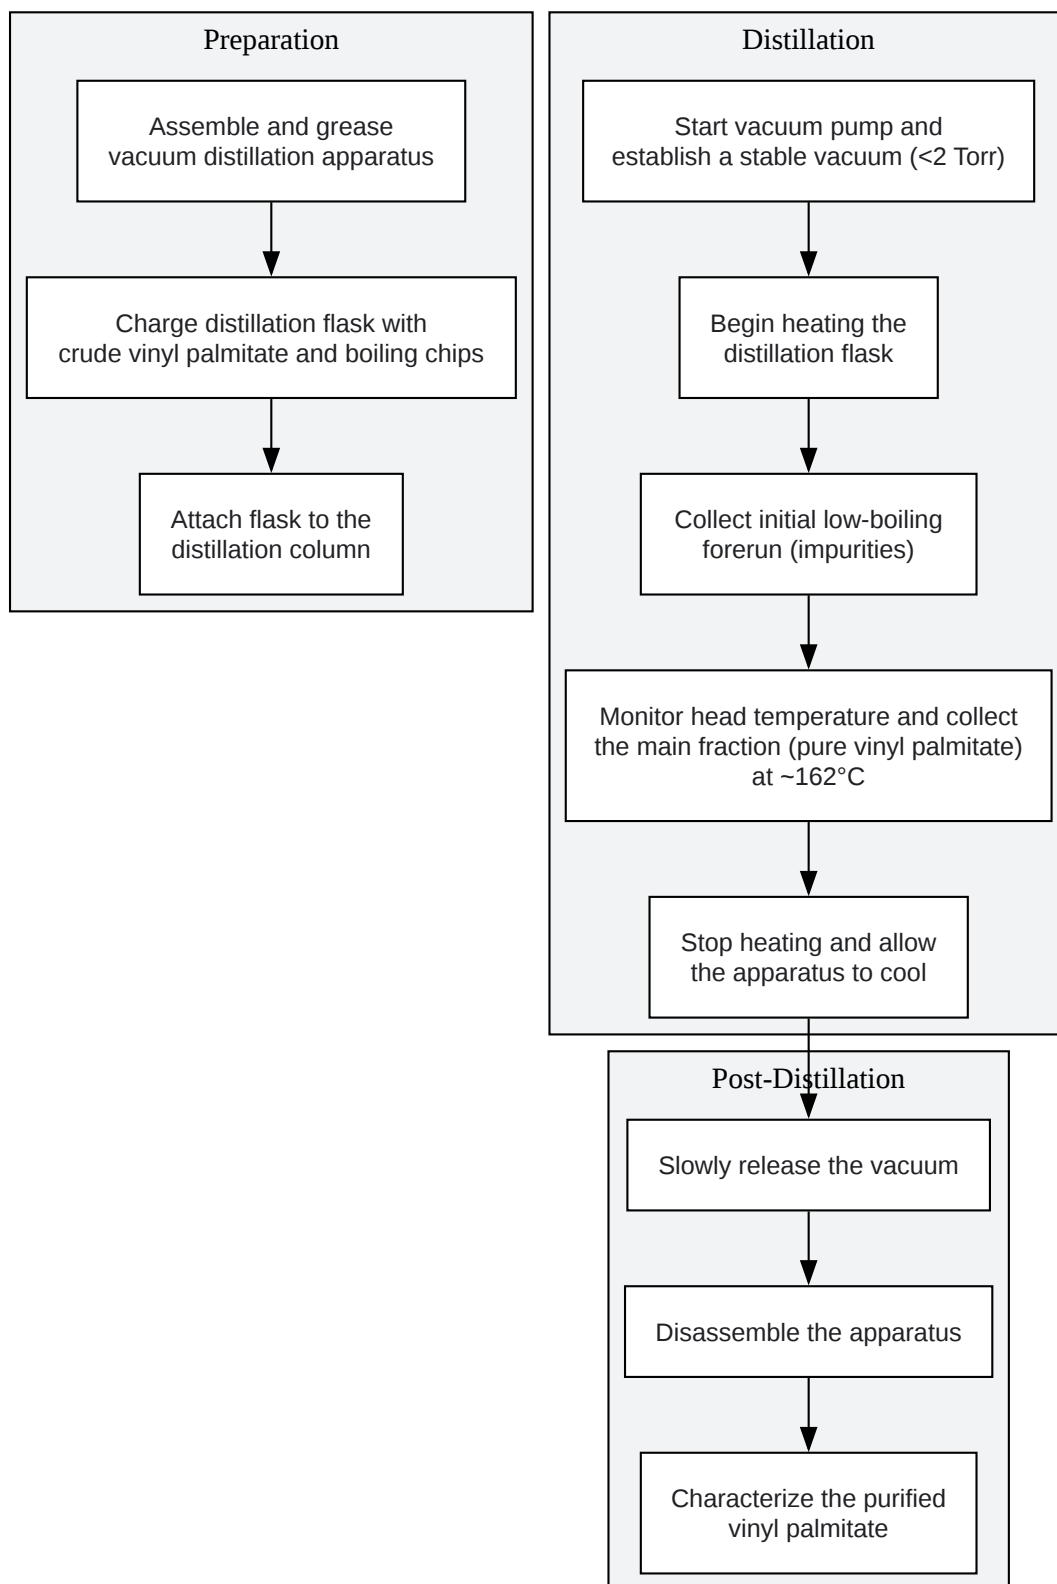 Preparation
Assemble and grease
vacuum distillation apparatus
Charge distillation flask with
crude vinyl palmitate and boiling chips
Attach flask to the
distillation column
Distillation
Start vacuum pump and
establish a stable vacuum (<2 Torr)
Begin heating the
distillation flask
Collect initial low-boiling
forerun (impurities)
Monitor head temperature and collect
the main fraction (pure vinyl palmitate)
at ~162°C
Stop heating and allow
the apparatus to cool
Post-Distillation
Slowly release the vacuum
Disassemble the apparatus
Characterize the purified
vinyl palmitate